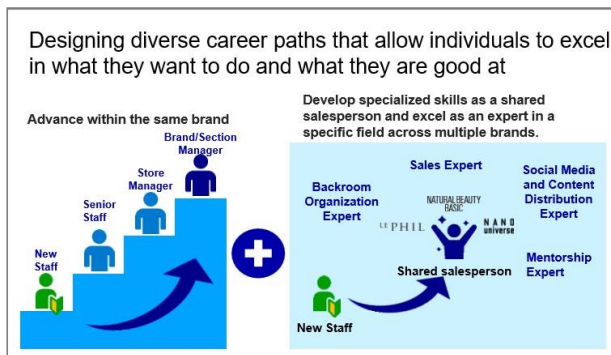 Designing diverse career paths that allow individuals to excel
in what they want to do and what they are good at
Advance within the same brand
Brand/Section
Manager
Store
Manager
Senior
Staff
New
Staff
Develop specialized skills as a shared
salesperson and excel as an expert in a
specific field across multiple brands.
Sales Expert
Backroom
Organization
Expert
Social Media
and Content
Distribution
Expert
NATURAL BEAUTY
BASIC
LE PHIL
NANO
universe
Shared salesperson
Mentorship
Expert
New Staff